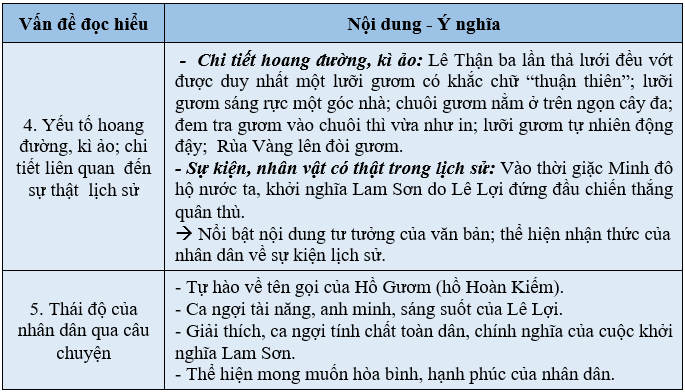 Vấn đề đọc hiểu
Nội dung - Ý nghĩa
4. Yếu tố hoang
đường, kì ảo; chi
tiết liên quan đến
sự thật lịch sử
- Chi tiết hoang đường, kì ảo: Lê Thận ba lần thả lưới đều vớt
được duy nhất một lưỡi gươm có khắc chữ “thuận thiên”; lưỡi
gươm sáng rực một góc nhà; chuôi gươm nằm ở trên ngọn cây đa;
đem tra gươm vào chuôi thì vừa như in; lưỡi gươm tự nhiên động
đậy; Rùa Vàng lên đòi gươm.
- Sự kiện, nhân vật có thật trong lịch sử: Vào thời giặc Minh đô
hộ nước ta, khởi nghĩa Lam Sơn do Lê Lợi đứng đầu chiến thắng
quân thù.
→ Nổi bật nội dung tư tưởng của văn bản; thể hiện nhận thức của
nhân dân về sự kiện lịch sử.
5. Thái độ của
nhân dân qua câu
chuyện
- Tự hào về tên gọi của Hồ Gươm (hồ Hoàn Kiếm).
- Ca ngợi tài năng, anh minh, sáng suốt của Lê Lợi.
- Giải thích, ca ngợi tính chất toàn dân, chính nghĩa của cuộc khởi
nghĩa Lam Sơn.
- Thể hiện mong muốn hòa bình, hạnh phúc của nhân dân.